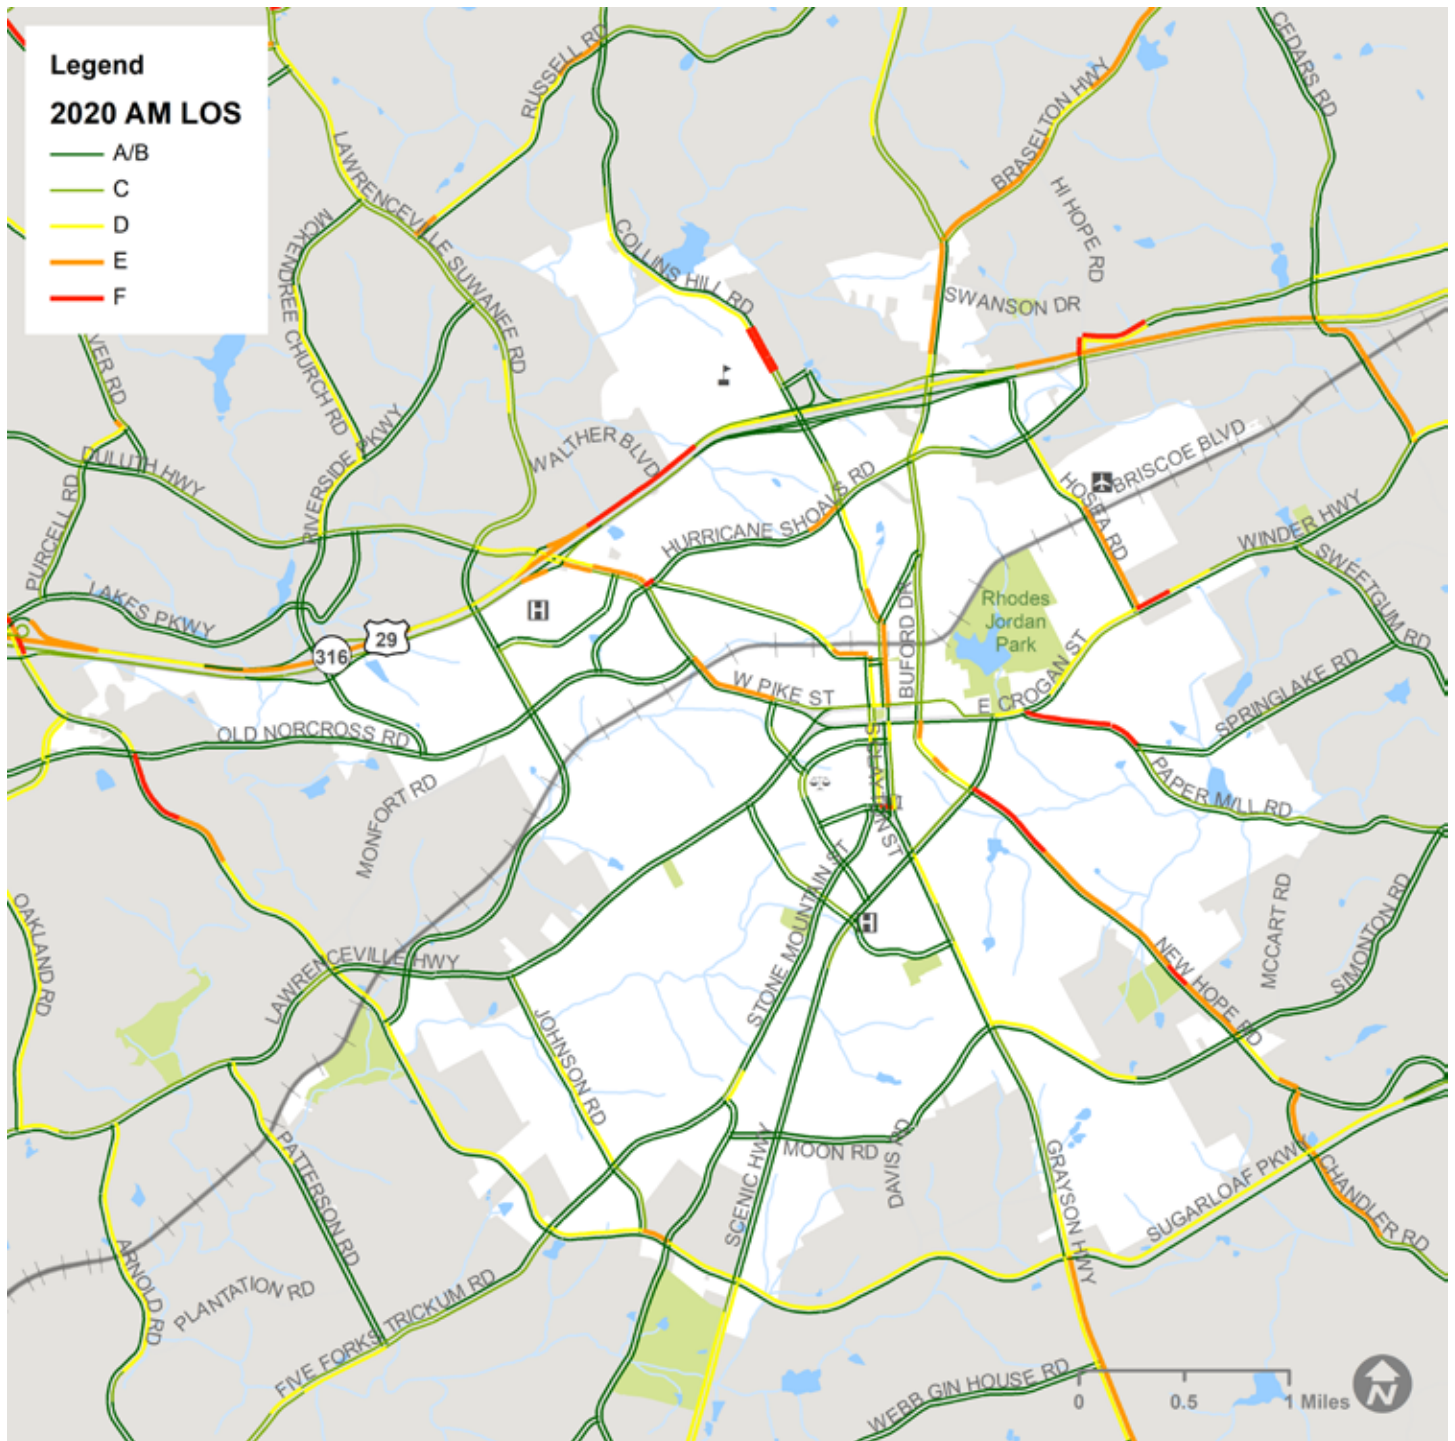 Legend
2020 AM LOS
A/B
C
D
E
F
RUSSELL RD
CEDARS RD
BRASELTON HWY
LAWRENCEVILLE SUWANEE RD
HI HOPE RD
MCKENDREE CHURCH RD
COLLINS HILL RD
SWANSON DR
VER RD
RIVERSIDE PKWY
WALTHER BLVD
DULUTH HWY
BRISCOE BLVD
HOSEA RD
HURRICANE SHOALS RD
WINDER HWY
PURCELL RD
SWEETGUM RD
LAKES PKWY
H
BUFORD DR
Rhodes
Jordan
Park
29
316
W PIKE ST
E CROGAN ST
SPRINGLAKE RD
OLD NORCROSS RD
S CLAYTON ST
MONFORT RD
PAPER MILL RD
STONE MOUNTAIN ST
OAKLAND RD
H
MCCART RD
SIMONTON RD
LAWRENCEVILLE HWY
NEW HOPE RD
JOHNSON RD
PATTERSON RD
MOON RD
DAVIS RD
SCENIC HWY
GRAYSON HWY
SUGARLOAF PKWY
CHANDLER RD
ARNOLD RD
PLANTATION RD
FIVE FORKS TRICKUM RD
WEBB GIN HOUSE RD
0
0.5
1 Miles
N